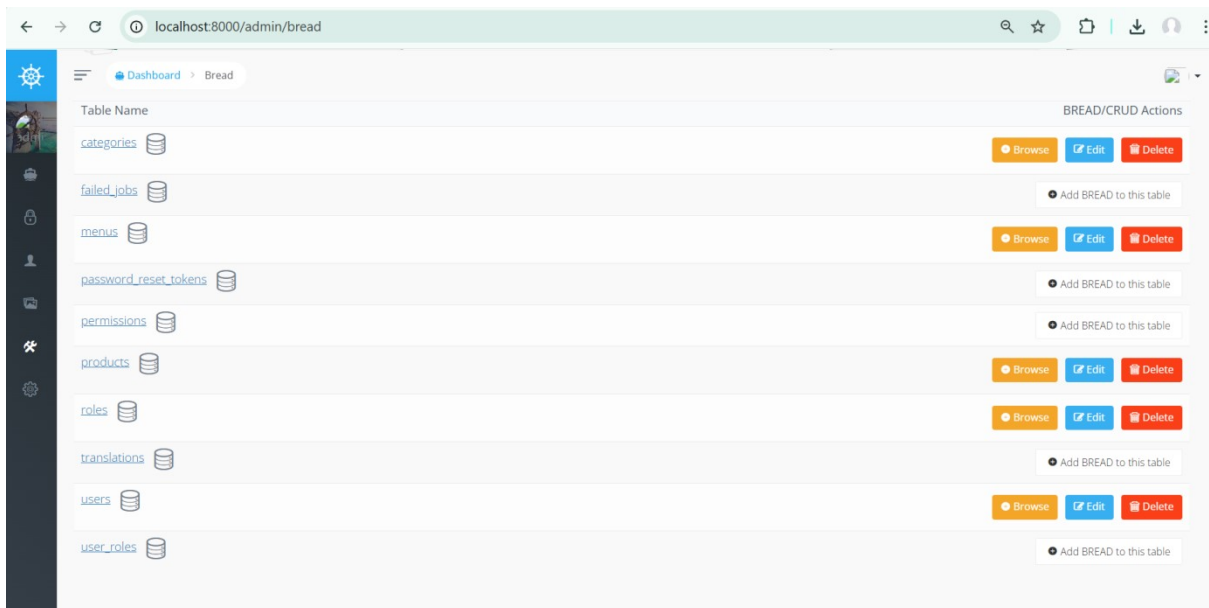 localhost:8000/admin/bread
Dashboard > Bread
Table Name BREAD/CRUD Actions
categories Browse Edit Delete
failed_jobs Add BREAD to this table
menus Browse Edit Delete
password_reset_tokens Add BREAD to this table
permissions Add BREAD to this table
products Browse Edit Delete
roles Browse Edit Delete
translations Add BREAD to this table
users Browse Edit Delete
user_roles Add BREAD to this table